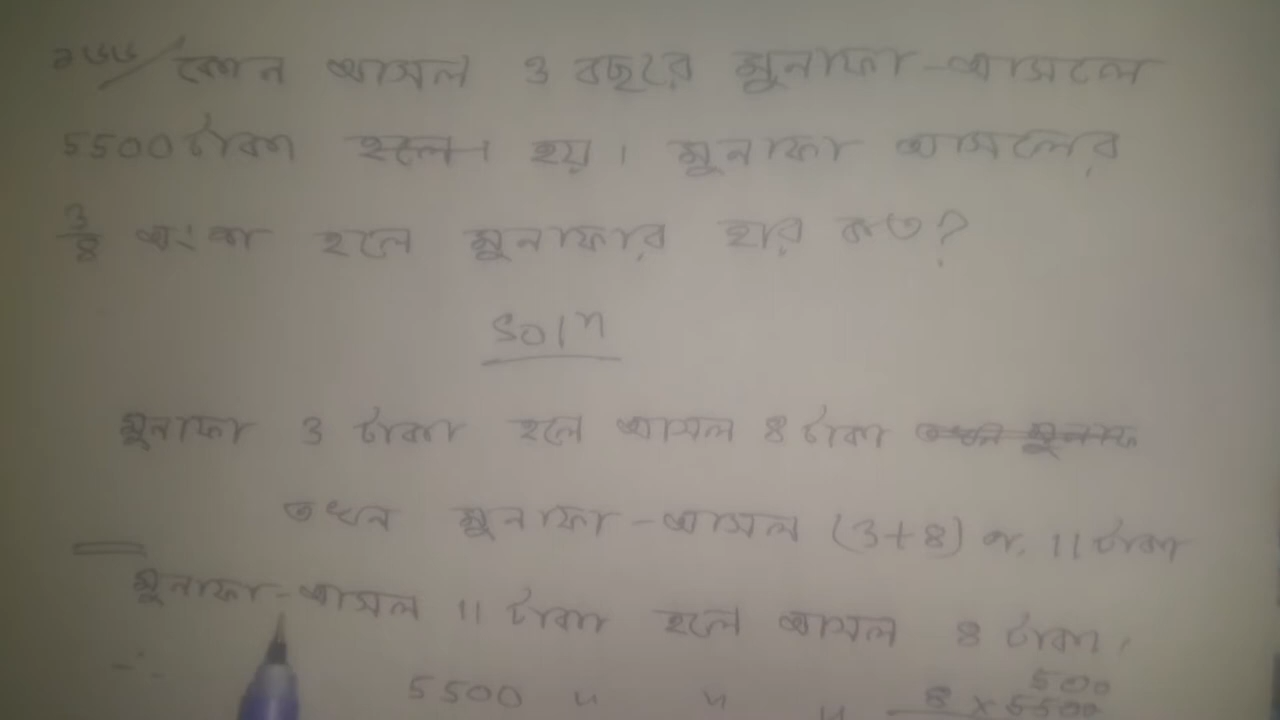 ২৬৬/ কোন আসল 3 বছরে মুনাফা-আসলে
5500 টাকা হলে। হয়। মুনাফা আসলের
3/8 অংশ হলে মুনাফার হার কত?
Solⁿ
মুনাফা 3 টাকা হলে আসল 8 টাকা তখন মুনাফা
তখন মুনাফা-আসল (3+8) বা, 11 টাকা
মুনাফা-আসল 11 টাকা হলে আসল 8 টাকা।
∴ 5500 " " " 8 × 5500
500